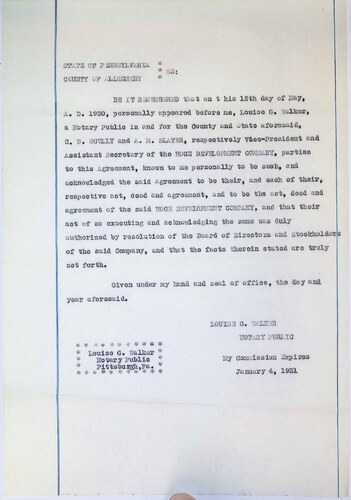 STATE OF PENNSYLVANIA *
* SS:
COUNTY OF ALLEGHENY *
BE IT REMEMBERED that on t his 12th day of May,
A. D. 1930, personally appeared before me, Louise G. Walker,
a Notary Public in and for the County and State aforesaid,
C. D. SCULLY and A. M. SLATER, respectively Vice-President and
Assistant Secretary of the HOGE DEVELOPMENT COMPANY, parties
to this Agreement, known to me personally to be such, and
acknowledged the said Agreement to be their, and each of their,
respective act, deed and agreement, and to be the act, deed and
agreement of the said HOGE DEVELOPMENT COMPANY, and that their
act of so executing and acknowledging the same was duly
authorized by resolution of the Board of Directors and Stockholders
of the said Company, and that the facts therein stated are truly
set forth.
Given under my hand and seal of office, the day and
year aforesaid.
LOUISE G. WALKER
NOTARY PUBLIC
My Commission Expires
January 4, 1931
* * * * * * * * * *
Louise G. Walker
Notary Public
Pittsburgh,Pa.
* * * * * * * * * *